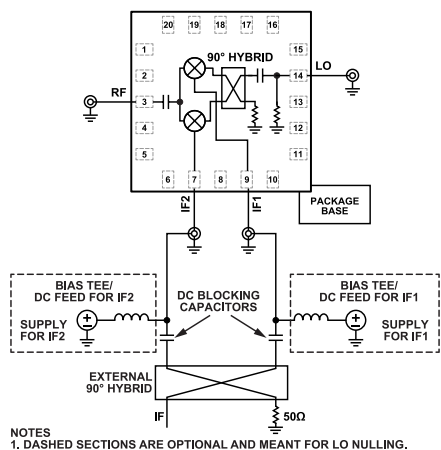 20 19 18 17 16
90° HYBRID
1
2
3
4
5
15
14
13
12
11
6 7 8 9 10
RF
LO
IF2
IF1
PACKAGE
BASE
BIAS TEE/
DC FEED FOR IF2
SUPPLY
FOR IF2
DC BLOCKING
CAPACITORS
BIAS TEE/
DC FEED FOR IF1
SUPPLY
FOR IF1
EXTERNAL
90° HYBRID
IF
50Ω
NOTES
1. DASHED SECTIONS ARE OPTIONAL AND MEANT FOR LO NULLING.